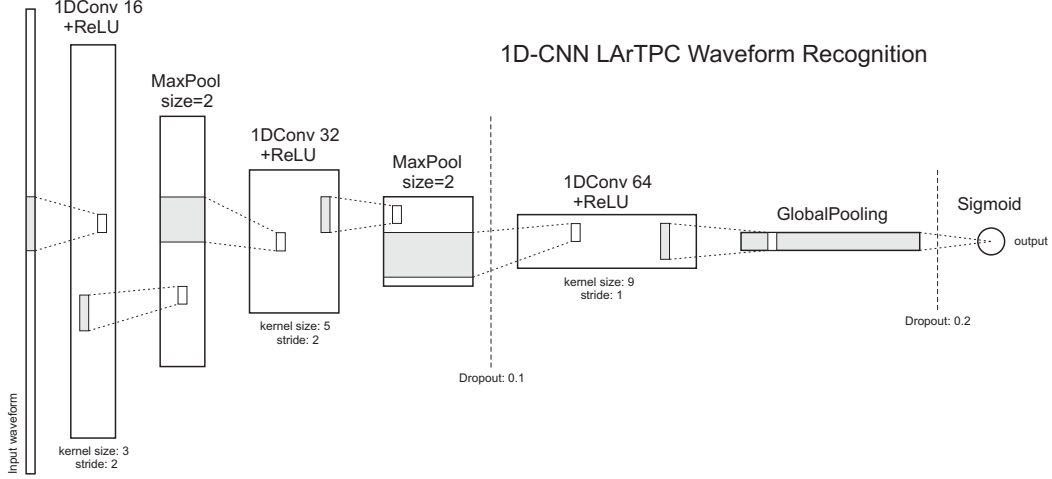 1D-CNN LArTPC Waveform Recognition
Input waveform
1DConv 16
+ReLU
kernel size: 3
stride: 2
MaxPool
size=2
1DConv 32
+ReLU
kernel size: 5
stride: 2
MaxPool
size=2
Dropout: 0.1
1DConv 64
+ReLU
kernel size: 9
stride: 1
GlobalPooling
Dropout: 0.2
Sigmoid
output